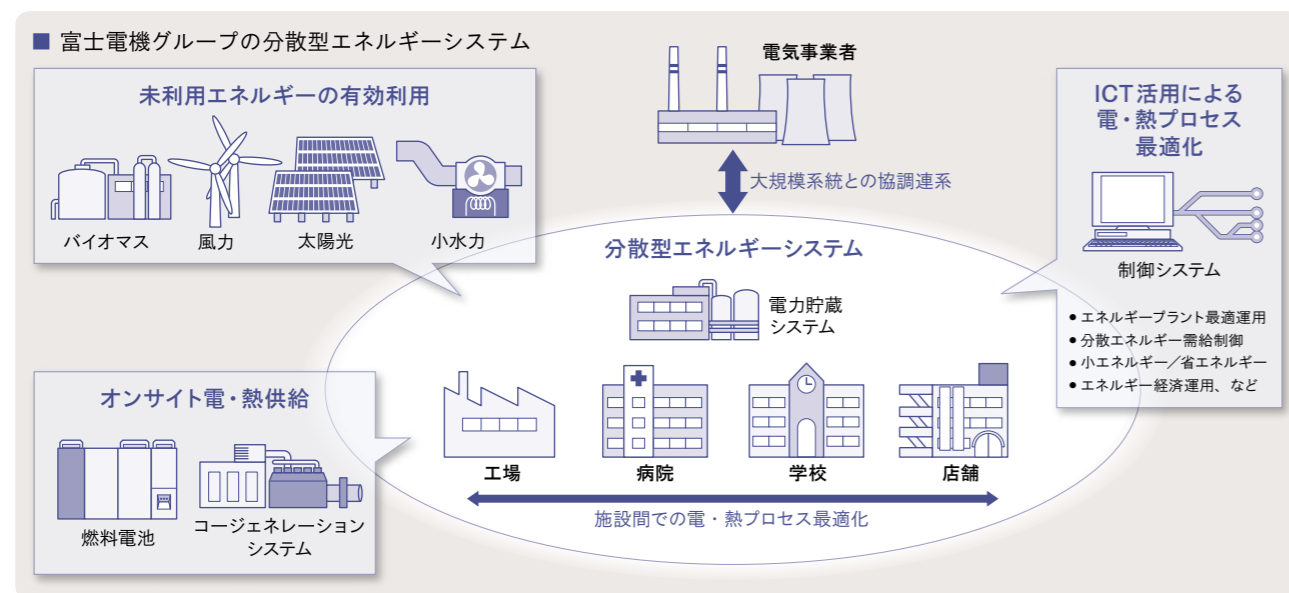 ■ 富士電機グループの分散型エネルギーシステム
未利用エネルギーの有効利用
バイオマス
風力
太陽光
小水力
電気事業者
大規模系統との協調連系
ICT活用による
電・熱プロセス
最適化
制御システム
● エネルギープラント最適運用
● 分散エネルギー需給制御
● 小エネルギー／省エネルギー
● エネルギー経済運用、など
分散型エネルギーシステム
電力貯蔵
システム
工場
病院
学校
店舗
施設間での電・熱プロセス最適化
オンサイト電・熱供給
燃料電池
コージェネレーション
システム